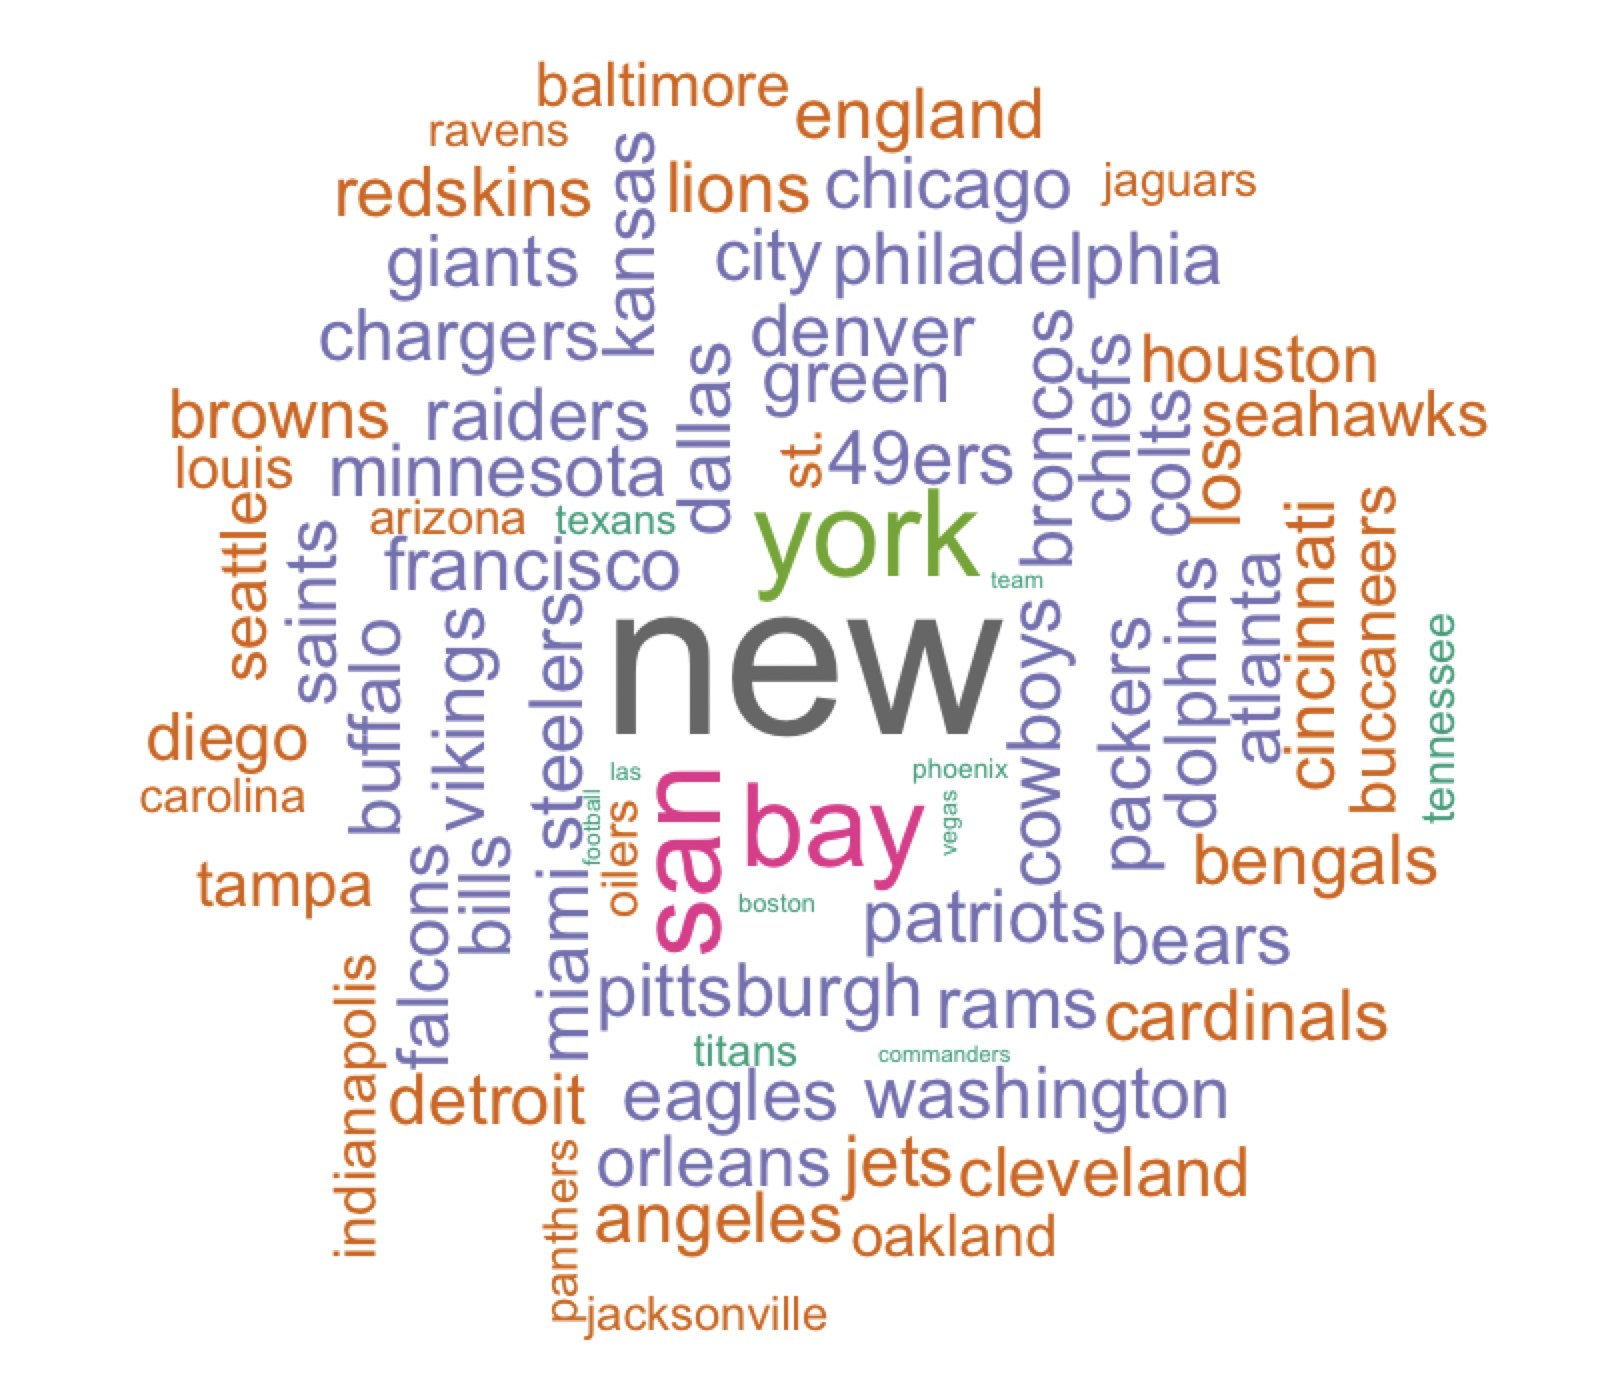 baltimore
england
ravens
kansas
redskins
lions
chicago
jaguars
giants
city
philadelphia
chargers
denver
green
dallas
broncos
chiefs
houston
browns
raiders
colts
seahawks
louis
minnesota
st.
49ers
los
seattle
arizona
texans
york
saints
francisco
team
cincinnati
buccaneers
new
buffalo
vikings
steelers
cowboys
packers
dolphins
atlanta
tennessee
diego
carolina
las
phoenix
football
oilers
san
bay
vegas
bengals
tampa
falcons
bills
miami
boston
patriots
bears
indianapolis
pittsburgh
rams
cardinals
titans
commanders
detroit
eagles
washington
panthers
orleans
jets
cleveland
angeles
oakland
jacksonville